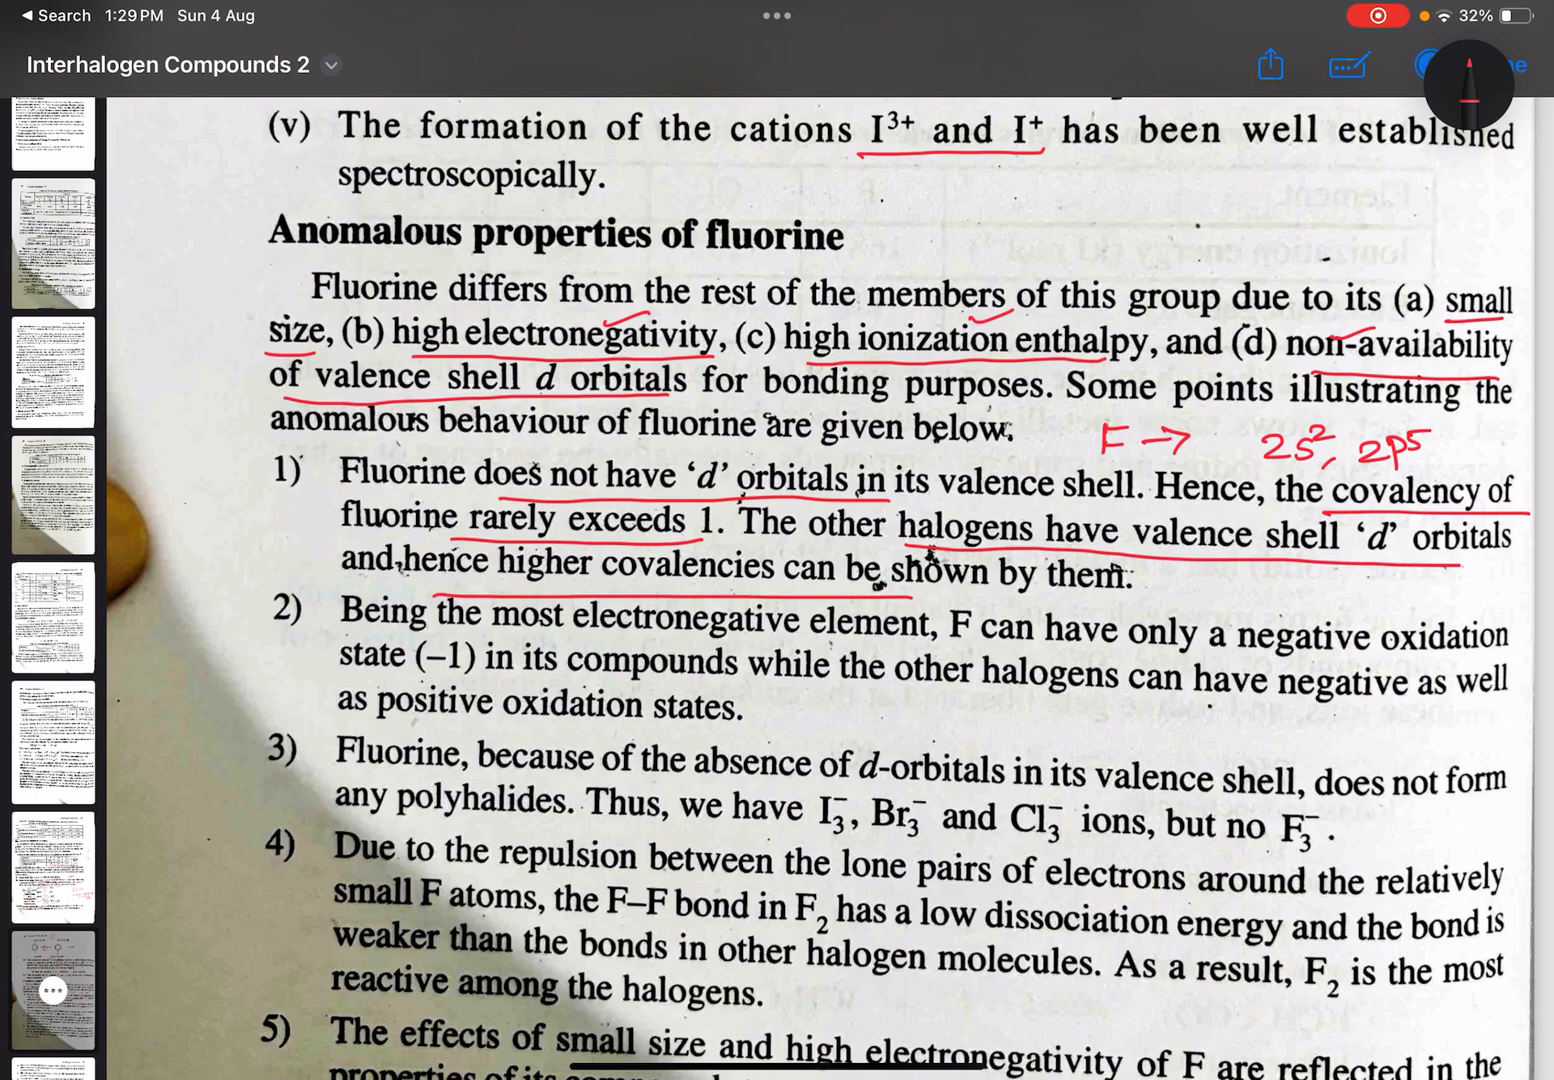 Search 1:29 PM Sun 4 Aug
32%
Interhalogen Compounds 2
(v) The formation of the cations I³⁺ and I⁺ has been well established
spectroscopically.
Anomalous properties of fluorine
Fluorine differs from the rest of the members of this group due to its (a) small
size, (b) high electronegativity, (c) high ionization enthalpy, and (d) non-availability
of valence shell d orbitals for bonding purposes. Some points illustrating the
anomalous behaviour of fluorine are given below.
F → 2s², 2p5
1) Fluorine does not have ‘d’ orbitals in its valence shell. Hence, the covalency of
fluorine rarely exceeds 1. The other halogens have valence shell ‘d’ orbitals
and hence higher covalencies can be shown by them.
2) Being the most electronegative element, F can have only a negative oxidation
state (–1) in its compounds while the other halogens can have negative as well
as positive oxidation states.
3) Fluorine, because of the absence of d-orbitals in its valence shell, does not form
any polyhalides. Thus, we have I₃⁻, Br₃⁻ and Cl₃⁻ ions, but no F₃⁻.
4) Due to the repulsion between the lone pairs of electrons around the relatively
small F atoms, the F–F bond in F₂ has a low dissociation energy and the bond is
weaker than the bonds in other halogen molecules. As a result, F₂ is the most
reactive among the halogens.
5) The effects of small size and high electronegativity of F are reflected in the
properties of its